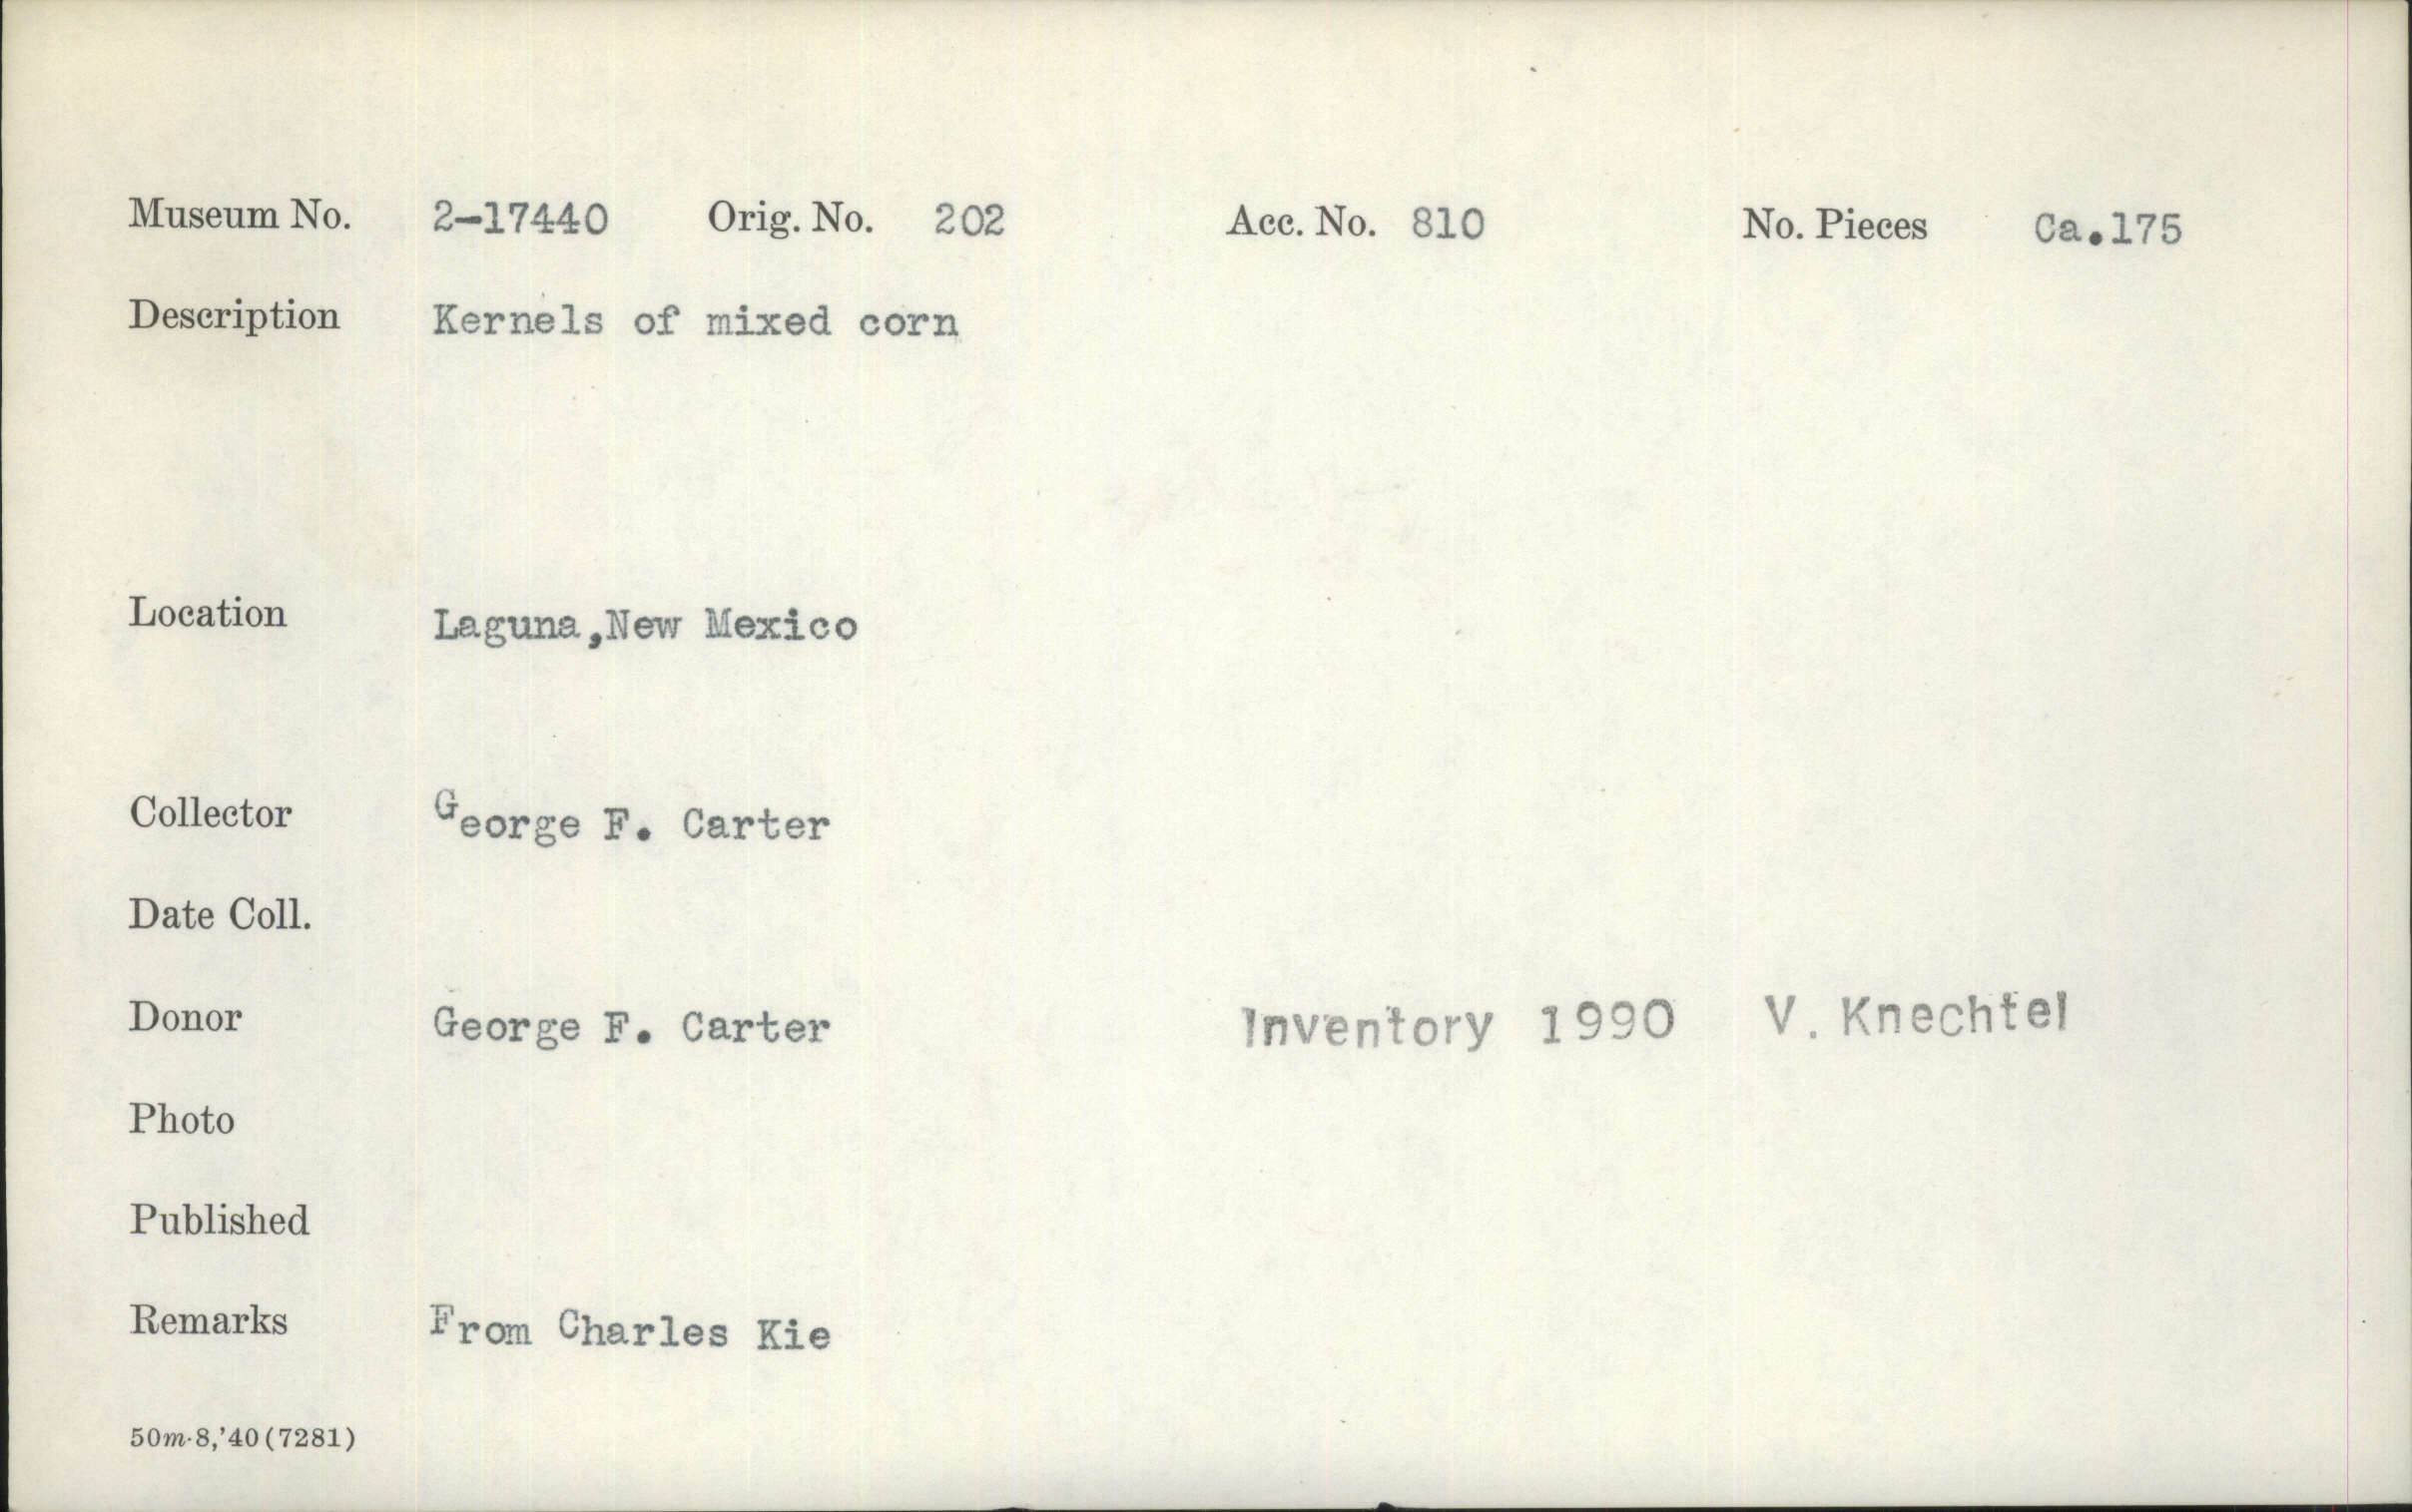 Museum No. 2-17440 Orig. No. 202 Acc. No. 810 No. Pieces Ca.175
Description Kernels of mixed corn
Location Laguna,New Mexico
Collector George F. Carter
Date Coll.
Donor George F. Carter Inventory 1990 V. Knechtel
Photo
Published
Remarks From Charles Kie
50m-8,'40(7281)